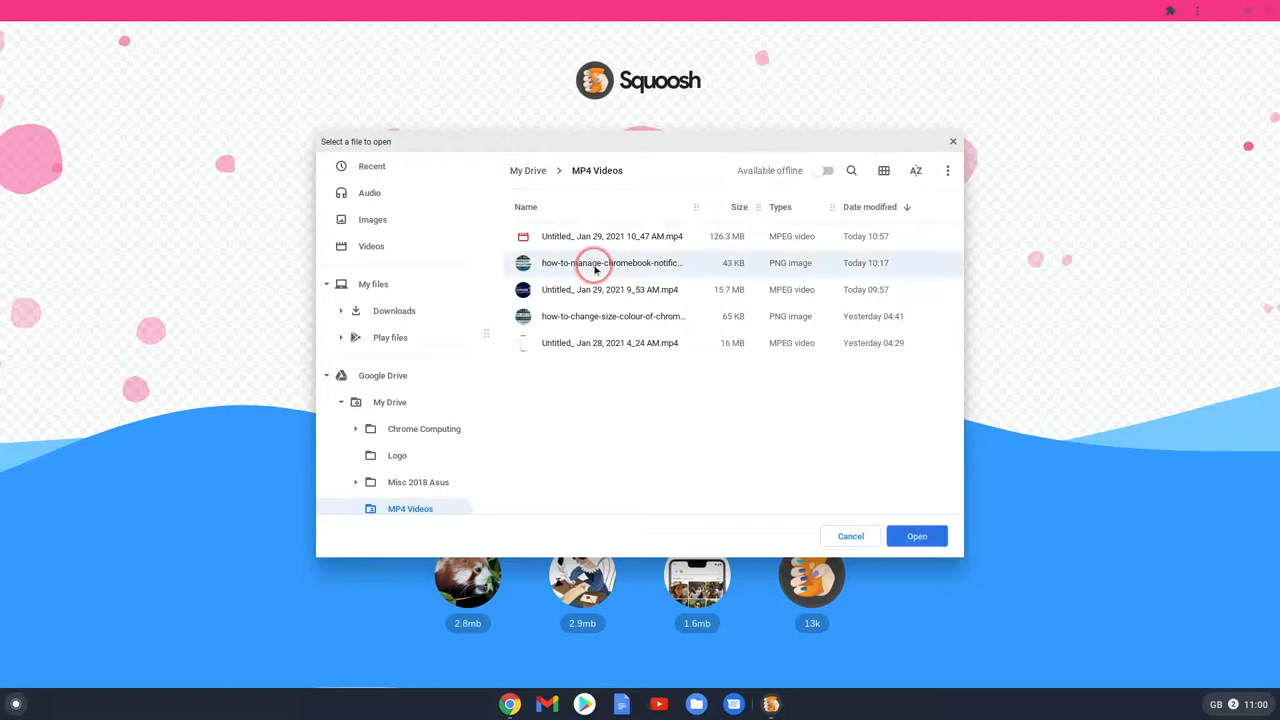 Squoosh
Select a file to open
Recent
Audio
Images
Videos
My files
Downloads
Play files
Google Drive
My Drive
Chrome Computing
Logo
Misc 2018 Asus
MP4 Videos
My Drive > MP4 Videos Available offline AZ
Name Size Types Date modified
Untitled_ Jan 29, 2021 10_47 AM.mp4 126.3 MB MPEG video Today 10:57
how-to-manage-chromebook-notific... 43 KB PNG image Today 10:17
Untitled_ Jan 29, 2021 9_53 AM.mp4 15.7 MB MPEG video Today 09:57
how-to-change-size-colour-of-chrom... 65 KB PNG image Yesterday 04:41
Untitled_ Jan 28, 2021 4_24 AM.mp4 16 MB MPEG video Yesterday 04:29
Cancel Open
2.8mb 2.9mb 1.6mb 13k
GB 2 11:00